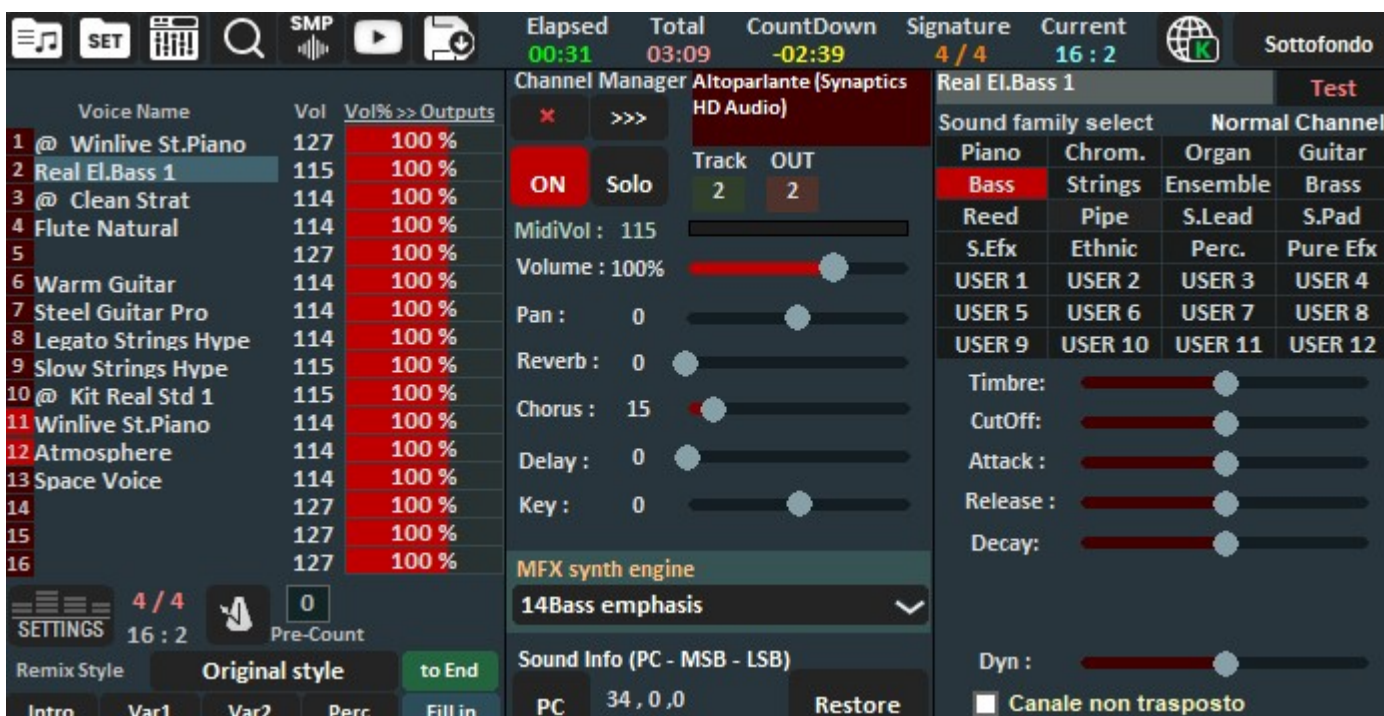 SET
SMP
Elapsed Total CountDown Signature Current
00:31 03:09 -02:39 4 / 4 16 : 2
K
Sottofondo
Voice Name Vol Vol% >> Outputs
1 @ Winlive St.Piano 127 100 %
2 Real El.Bass 1 115 100 %
3 @ Clean Strat 114 100 %
4 Flute Natural 114 100 %
5 127 100 %
6 Warm Guitar 114 100 %
7 Steel Guitar Pro 114 100 %
8 Legato Strings Hype 114 100 %
9 Slow Strings Hype 115 100 %
10 @ Kit Real Std 1 115 100 %
11 Winlive St.Piano 114 100 %
12 Atmosphere 114 100 %
13 Space Voice 114 100 %
14 127 100 %
15 127 100 %
16 127 100 %
SETTINGS
4 / 4
16 : 2
0
Pre-Count
Remix Style Original style to End
Intro Var1 Var2 Perc Fill in
Channel Manager
Altoparlante (Synaptics
HD Audio)
>>>
ON Solo
Track OUT
2 2
MidiVol : 115
Volume : 100%
Pan : 0
Reverb : 0
Chorus : 15
Delay : 0
Key : 0
MFX synth engine
14Bass emphasis
Sound Info (PC - MSB - LSB)
PC 34 , 0 ,0 Restore
Real El.Bass 1 Test
Sound family select Normal Channel
Piano Chrom. Organ Guitar
Bass Strings Ensemble Brass
Reed Pipe S.Lead S.Pad
S.Efx Ethnic Perc. Pure Efx
USER 1 USER 2 USER 3 USER 4
USER 5 USER 6 USER 7 USER 8
USER 9 USER 10 USER 11 USER 12
Timbre:
CutOff:
Attack :
Release :
Decay:
Dyn :
Canale non trasposto